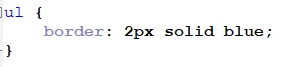 ul {
border: 2px solid blue;
}